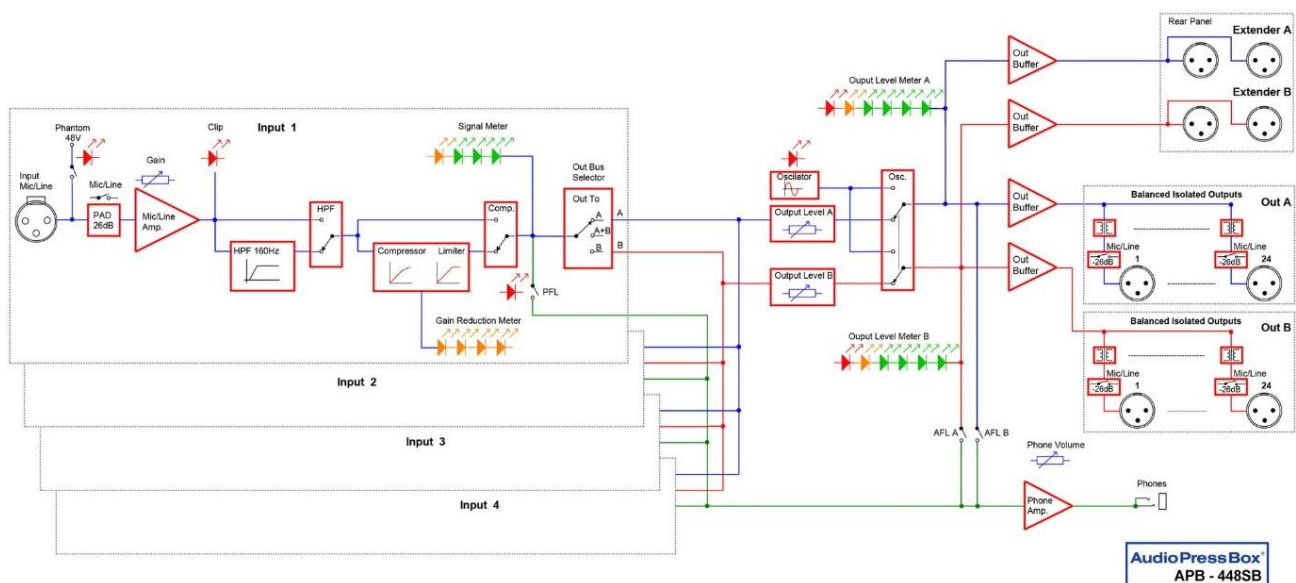 Rear Panel
Extender A
Extender B
Out
Buffer
Out
Buffer
Ouput Level Meter A
Input 1
Phantom
48V
Clip
Signal Meter
Gain
Input
Mic/Line
Mic/Line
PAD
26dB
Mic/Line
Amp.
HPF
HPF 160Hz
Comp.
Compressor
Limiter
Out Bus
Selector
Out To
A
A+B
B
A
B
PFL
Gain Reduction Meter
Oscilator
Osc.
Output Level A
Output Level B
Out
Buffer
Out
Buffer
Balanced Isolated Outputs
Out A
Mic/Line
Mic/Line
-26dB
-26dB
1
24
Ouput Level Meter B
Balanced Isolated Outputs
Out B
Mic/Line
Mic/Line
-26dB
-26dB
1
24
Input 2
Input 3
Input 4
AFL A
AFL B
Phone Volume
Phone
Amp.
Phones
AudioPressBox®
APB - 448SB